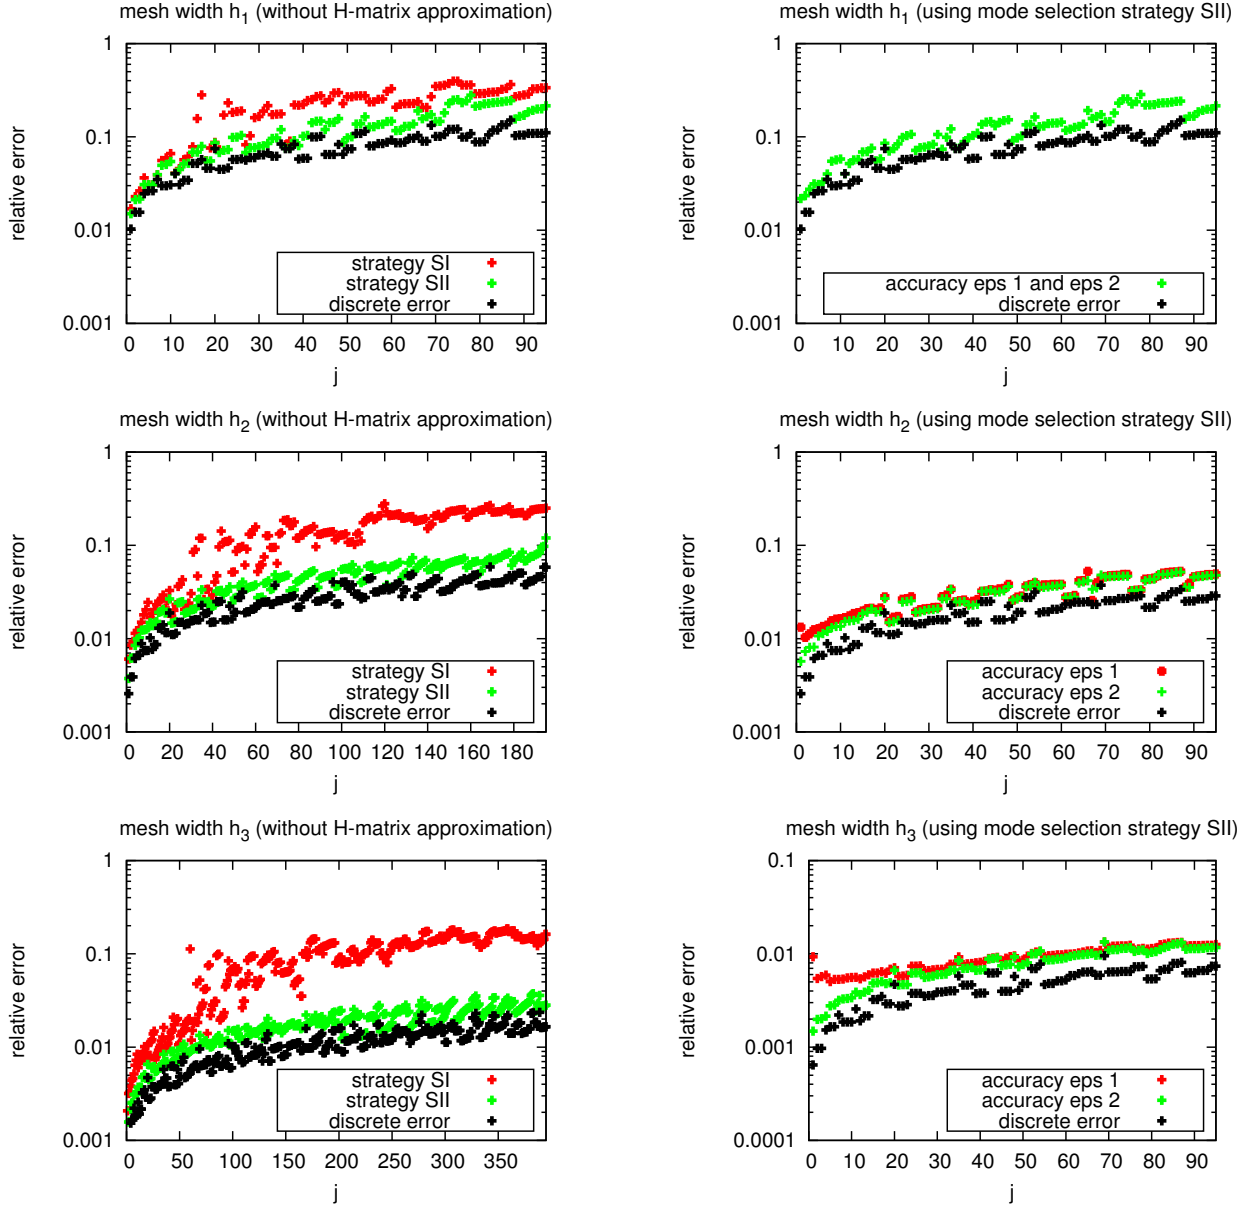 mesh width h1 (without H-matrix approximation)
1
0.1
0.01
0.001
relative error
strategy SI
strategy SII
discrete error
0 10 20 30 40 50 60 70 80 90
j
mesh width h1 (using mode selection strategy SII)
1
0.1
0.01
0.001
relative error
accuracy eps 1 and eps 2
discrete error
0 10 20 30 40 50 60 70 80 90
j
mesh width h2 (without H-matrix approximation)
1
0.1
0.01
0.001
relative error
strategy SI
strategy SII
discrete error
0 20 40 60 80 100 120 140 160 180
j
mesh width h2 (using mode selection strategy SII)
1
0.1
0.01
0.001
relative error
accuracy eps 1
accuracy eps 2
discrete error
0 10 20 30 40 50 60 70 80 90
j
mesh width h3 (without H-matrix approximation)
1
0.1
0.01
0.001
relative error
strategy SI
strategy SII
discrete error
0 50 100 150 200 250 300 350
j
mesh width h3 (using mode selection strategy SII)
0.1
0.01
0.001
0.0001
relative error
accuracy eps 1
accuracy eps 2
discrete error
0 10 20 30 40 50 60 70 80 90
j